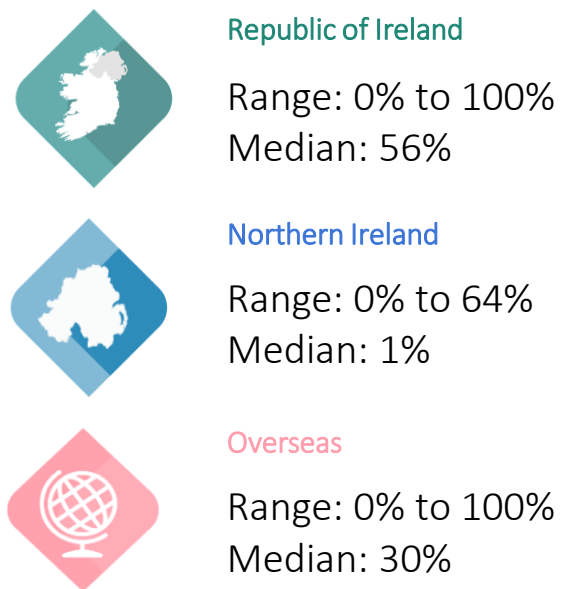 Republic of Ireland
Range: 0% to 100%
Median: 56%
Northern Ireland
Range: 0% to 64%
Median: 1%
Overseas
Range: 0% to 100%
Median: 30%